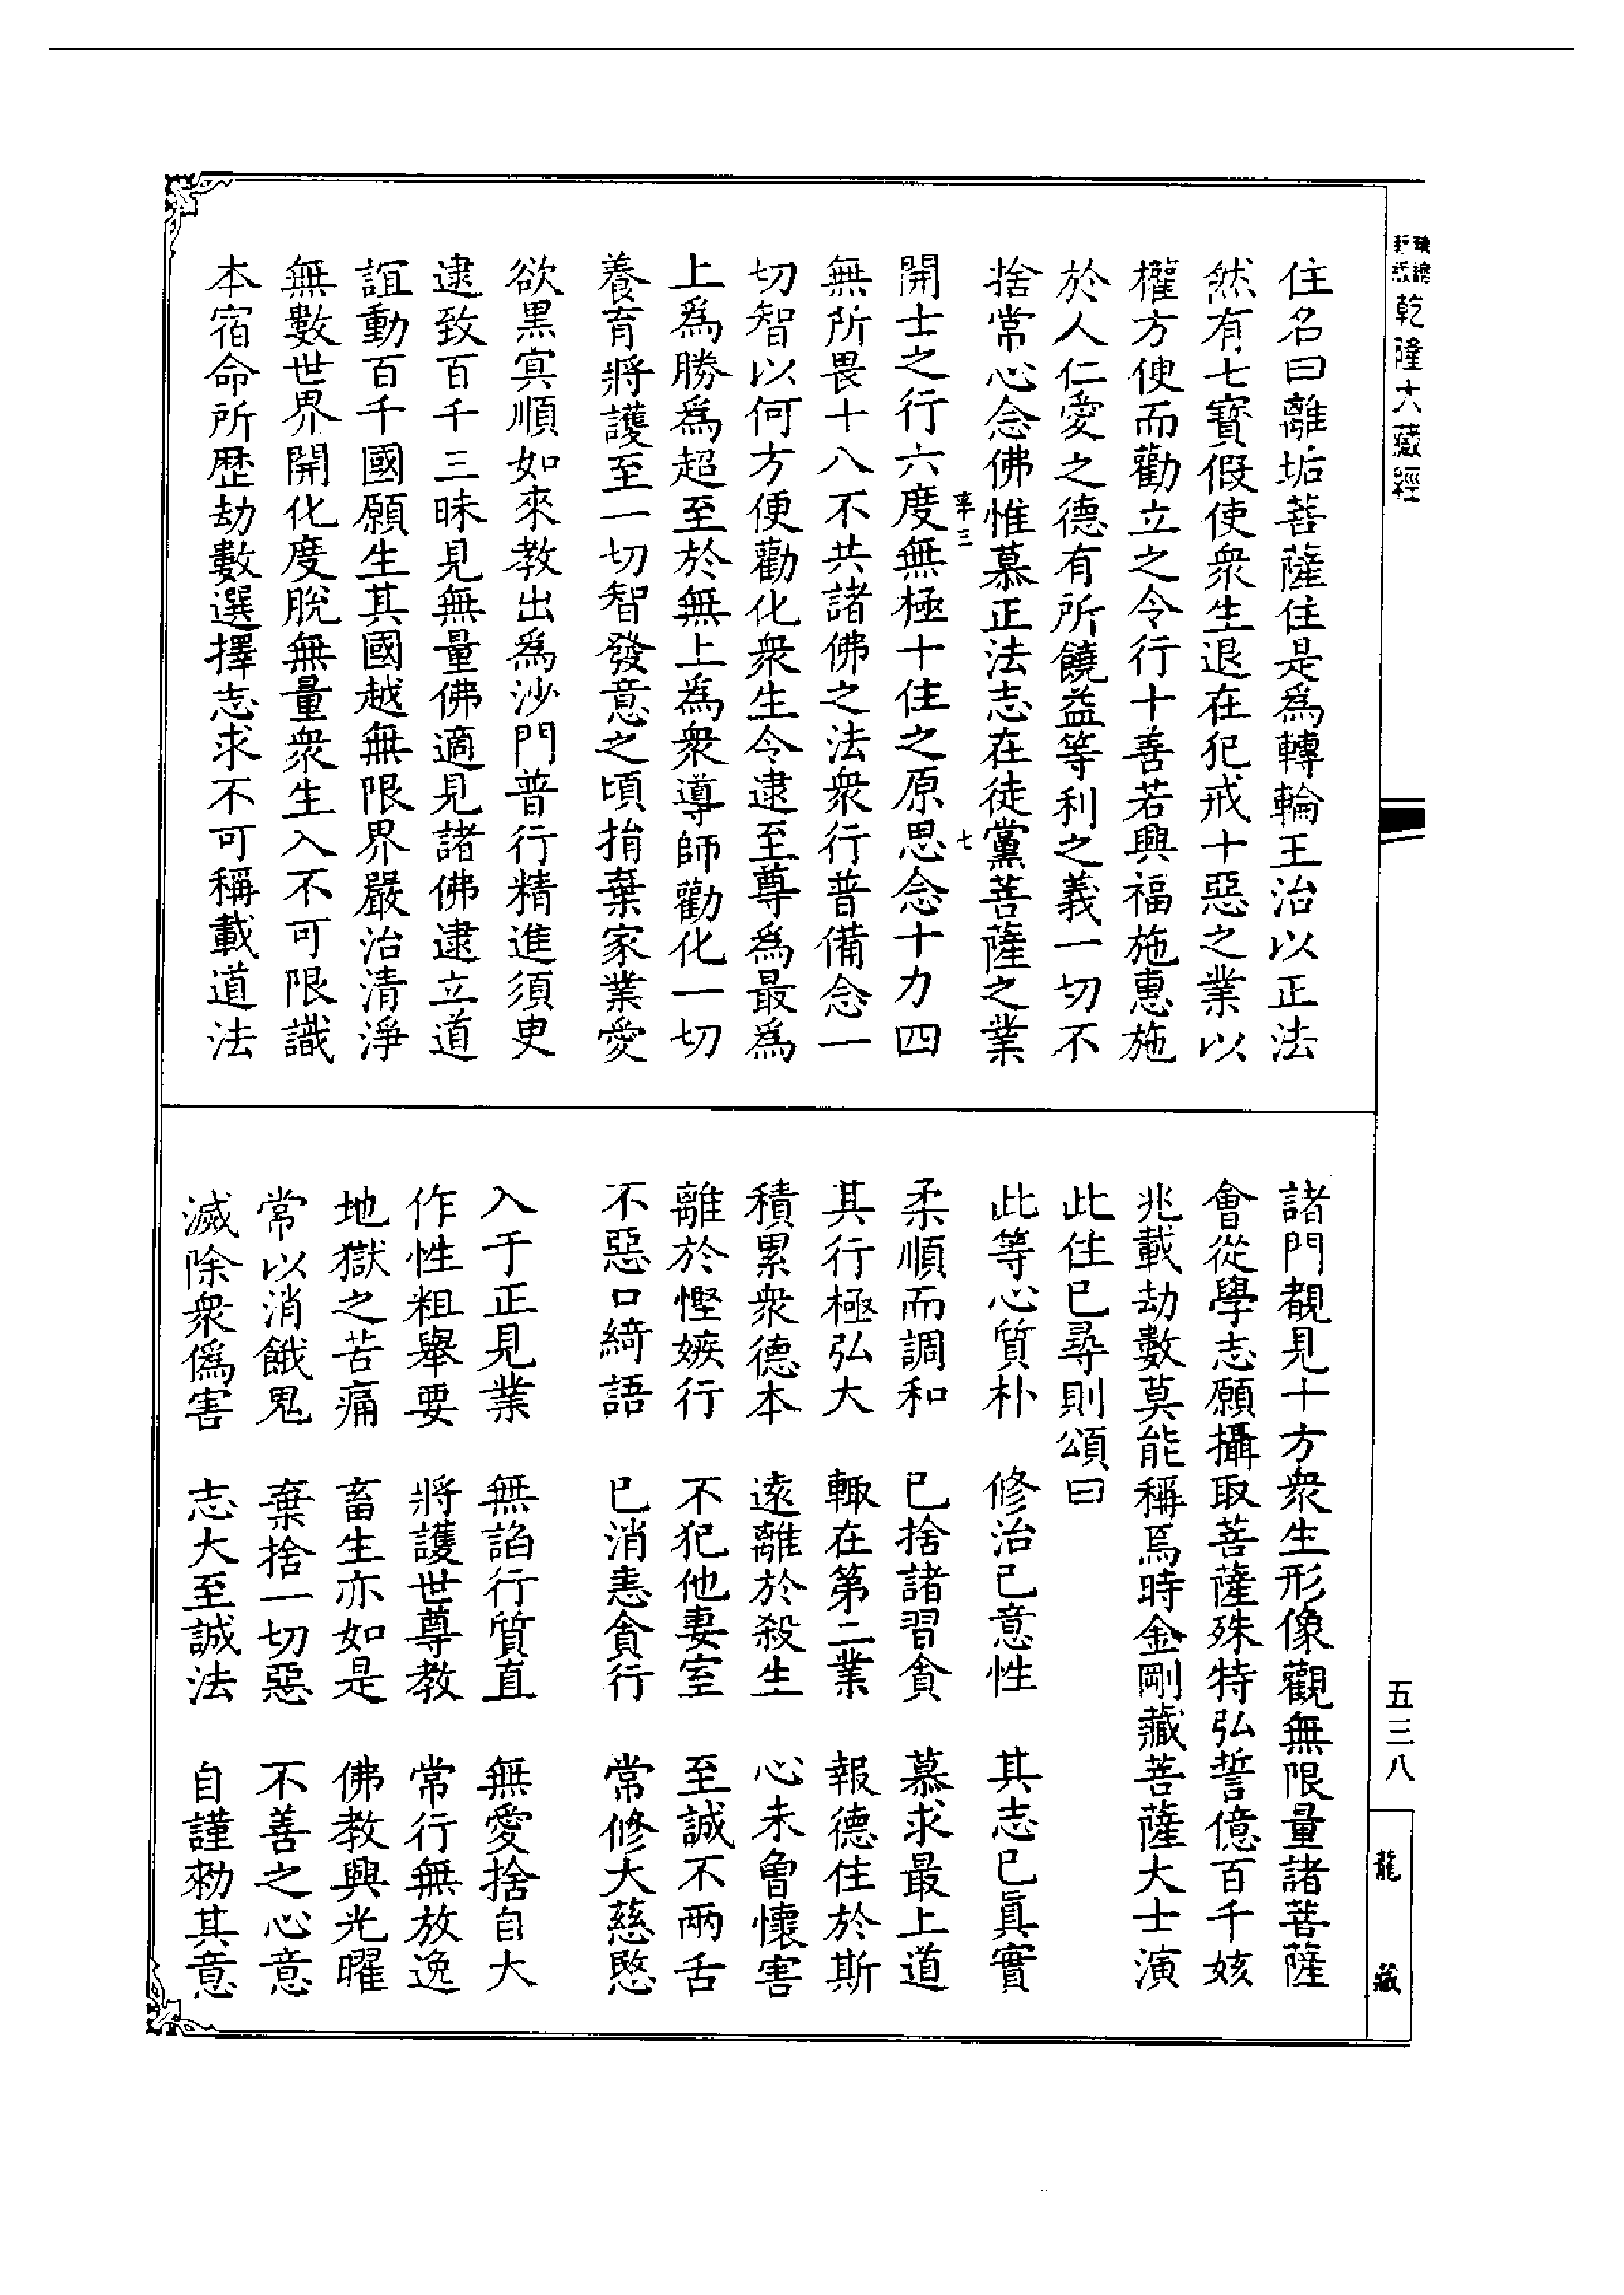 乾隆大藏經
住名曰離垢菩薩住是爲轉輪王治以正法
然有七寶假使衆生退在犯戒十惡之業以
權方便而勸立之令行十善若興福施惠施
於人仁愛之德有所饒益等利之義一切不
捨常心念佛惟慕正法志在徒黨菩薩之業
三 七
開士之行六度無極十住之原思念十力四
無所畏十八不共諸佛之法衆行普備念一
切智以何方便勸化衆生令逮至尊爲最爲
上爲勝爲超至於無上爲衆導師勸化一切
養育將護至一切智發意之頃捐棄家業愛
欲黑冥順如來教出爲沙門普行精進須臾
逮致百千三昧見無量佛適見諸佛逮立道
誼動百千國願生其國越無限界嚴治清淨
無數世界開化度脫無量衆生入不可限識
本宿命所歷劫數選擇志求不可稱載道法
諸門覩見十方衆生形像觀無限量諸菩薩
會從學志願攝取菩薩殊特弘誓億百千姟
兆載劫數莫能稱焉時金剛藏菩薩大士演
此住已尋則頌曰
此等心質朴 修治己意性 其志已眞實
柔順而調和 已捨諸習貪 慕求最上道
其行極弘大 輙在第二業 報德住於斯
積累衆德本 遠離於殺生 心未曾懷害
離於慳嫉行 不犯他妻室 至誠不兩舌
不惡口綺語 已消恚貪行 常修大慈愍
入于正見業 無諂行質直 無愛捨自大
作性粗舉要 將護世尊教 常行無放逸
地獄之苦痛 畜生亦如是 佛教興光曜
常以消餓鬼 棄捨一切惡 不善之心意
滅除衆僞害 志大至誠法 自謹勑其意
五三八
龍藏